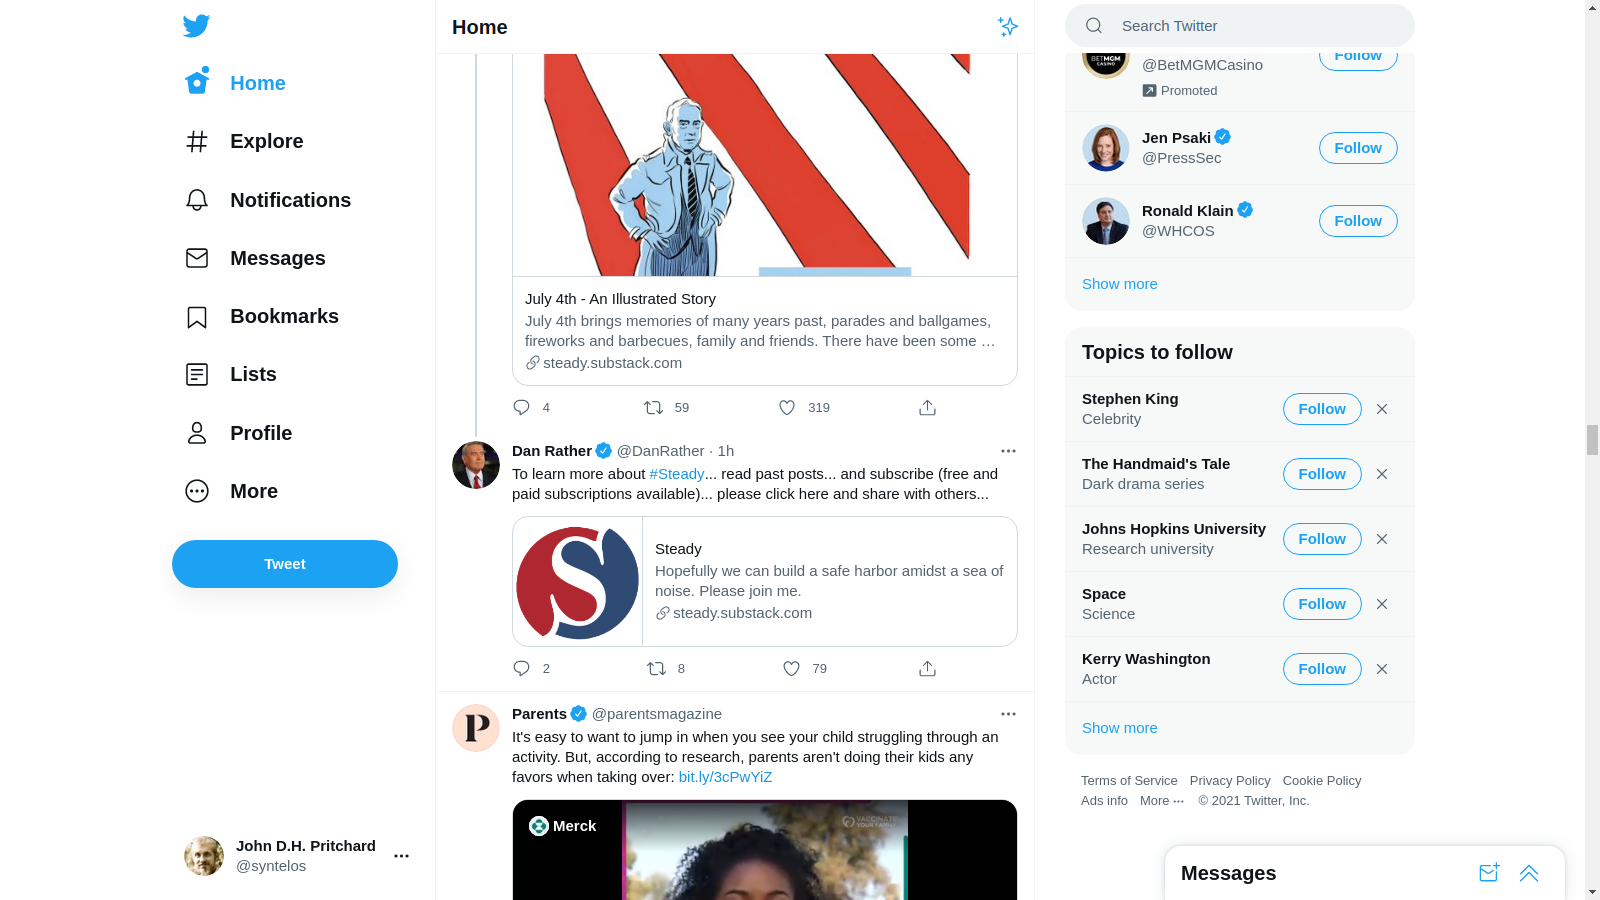 Home
Explore
Notifications
Messages
Bookmarks
Lists
Profile
More
Tweet
John D.H. Pritchard
@syntelos
Home
July 4th - An Illustrated Story
July 4th brings memories of many years past, parades and ballgames,
fireworks and barbecues, family and friends. There have been some …
steady.substack.com
4 59 319
Dan Rather @DanRather · 1h
To learn more about #Steady... read past posts... and subscribe (free and
paid subscriptions available)... please click here and share with others...
S
Steady
Hopefully we can build a safe harbor amidst a sea of
noise. Please join me.
steady.substack.com
2 8 79
P
Parents @parentsmagazine
It's easy to want to jump in when you see your child struggling through an
activity. But, according to research, parents aren't doing their kids any
favors when taking over: bit.ly/3cPwYiZ
Merck
VACCINATE
YOUR FAMILY
Search Twitter
BETMGM
CASINO
@BetMGMCasino
Follow
Promoted
Jen Psaki
@PressSec
Follow
Ronald Klain
@WHCOS
Follow
Show more
Topics to follow
Stephen King
Celebrity
Follow
The Handmaid's Tale
Dark drama series
Follow
Johns Hopkins University
Research university
Follow
Space
Science
Follow
Kerry Washington
Actor
Follow
Show more
Terms of Service Privacy Policy Cookie Policy
Ads info More ··· © 2021 Twitter, Inc.
Messages